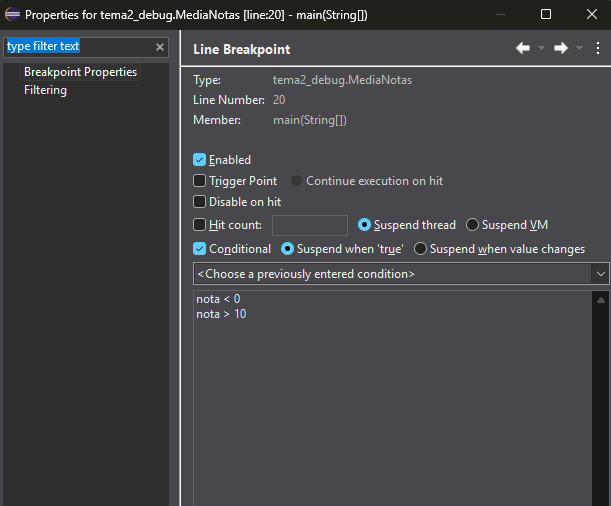 Properties for tema2_debug.MediaNotas [line:20] - main(String[])
type filter text
Breakpoint Properties
Filtering
Line Breakpoint
Type: tema2_debug.MediaNotas
Line Number: 20
Member: main(String[])
Enabled
Trigger Point Continue execution on hit
Disable on hit
Hit count: Suspend thread Suspend VM
Conditional Suspend when 'true' Suspend when value changes
<Choose a previously entered condition>
nota < 0
nota > 10